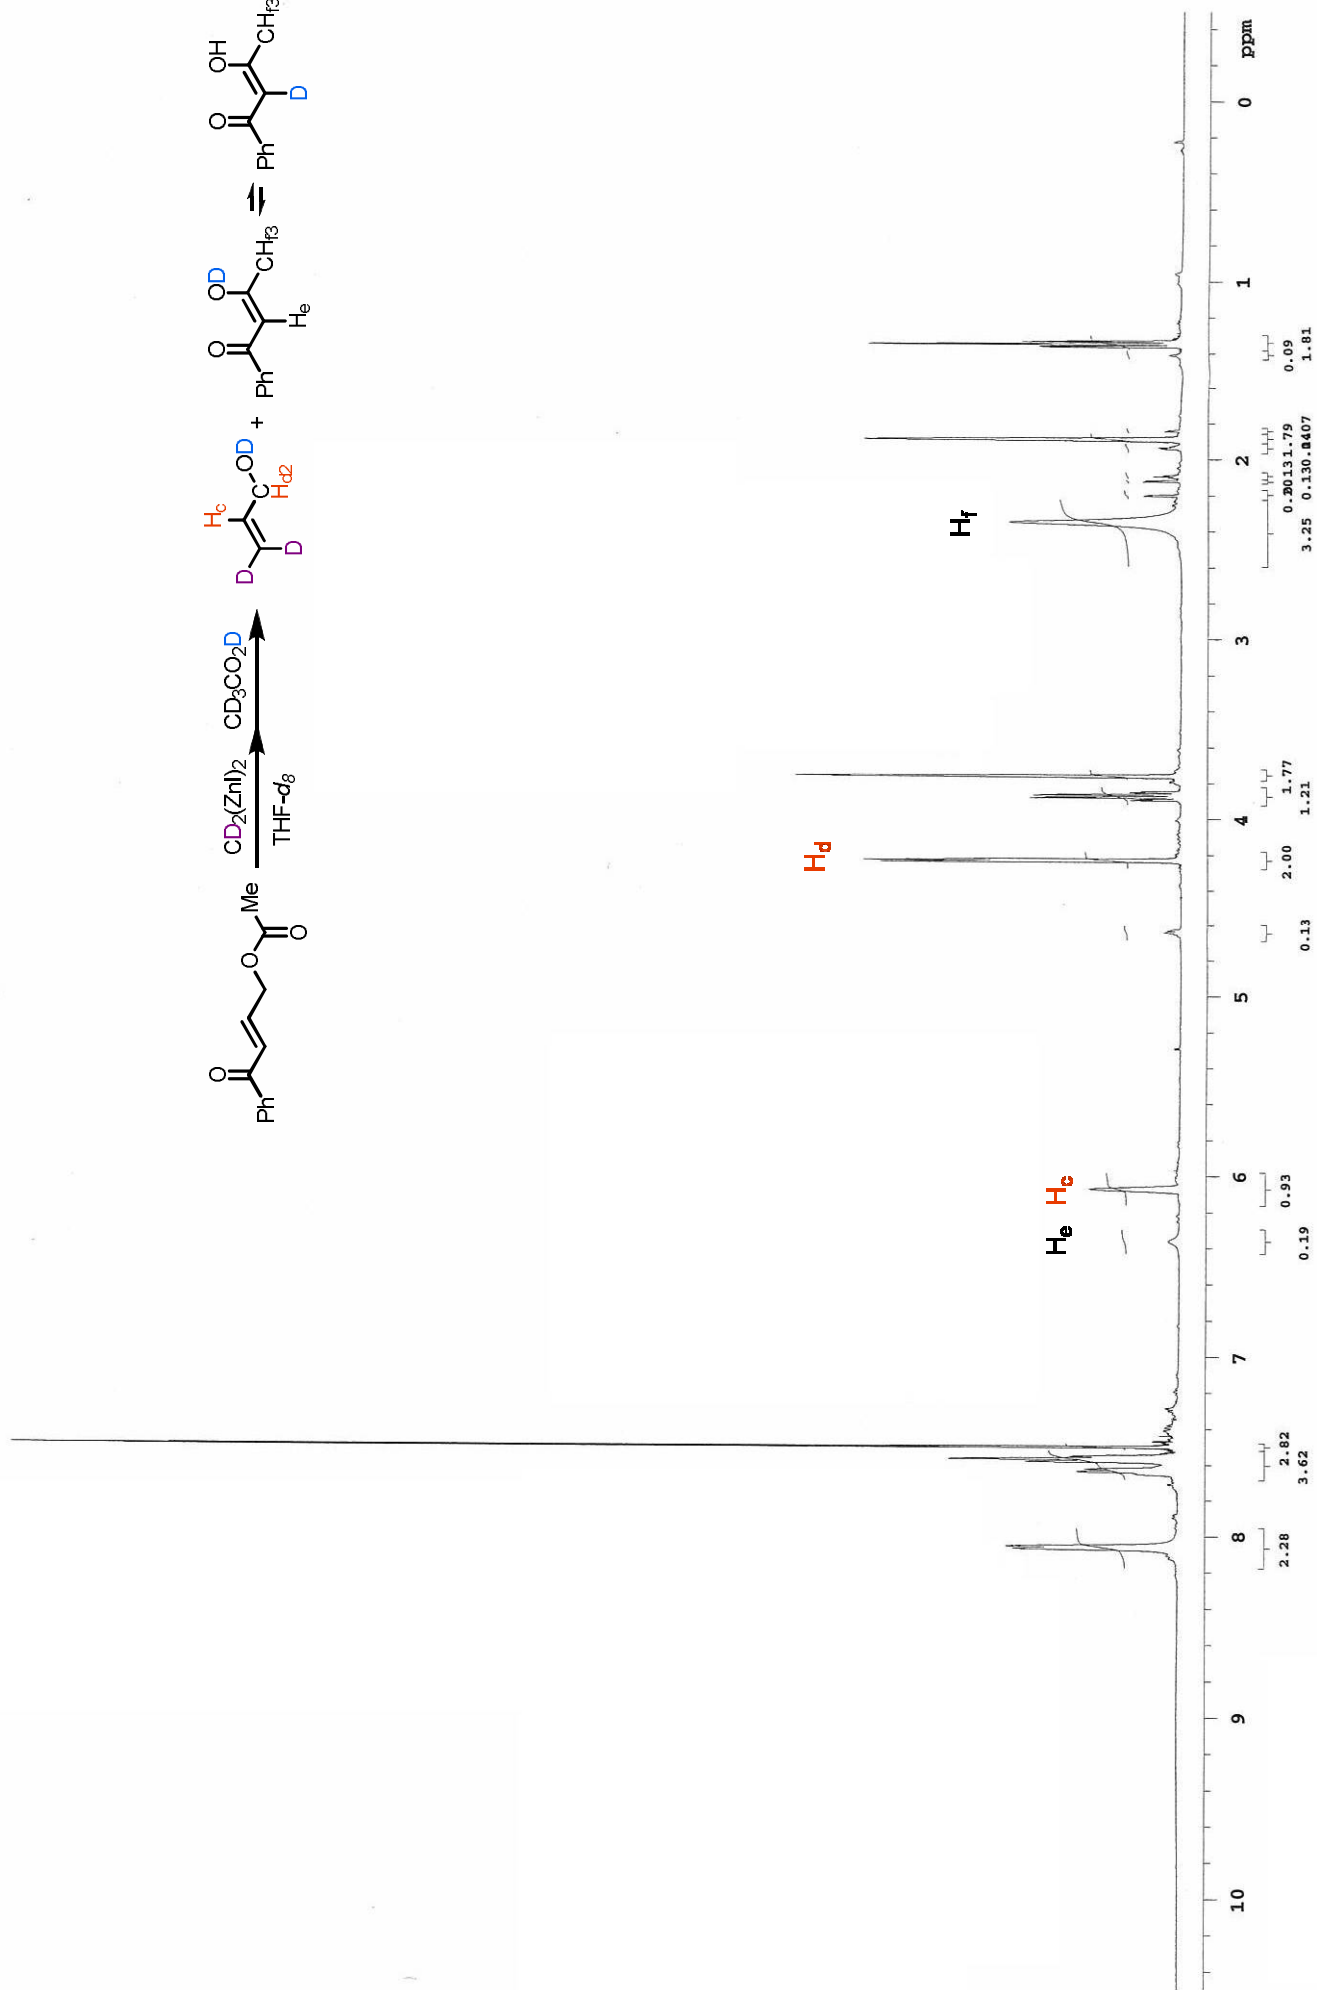 O
Ph
O
Me
O
CD2(ZnI)2
CD3CO2D
THF-d8
D
D
Hc
C
OD
Hd2
+
O
OD
Ph
He
CHf3
O
OH
Ph
D
CHf3
He
Hc
Hd
Hf
10
9
8
7
6
5
4
3
2
1
0
ppm
2.28
2.82
3.62
0.19
0.93
0.13
2.00
1.77
1.21
3.25
0.09
1.81